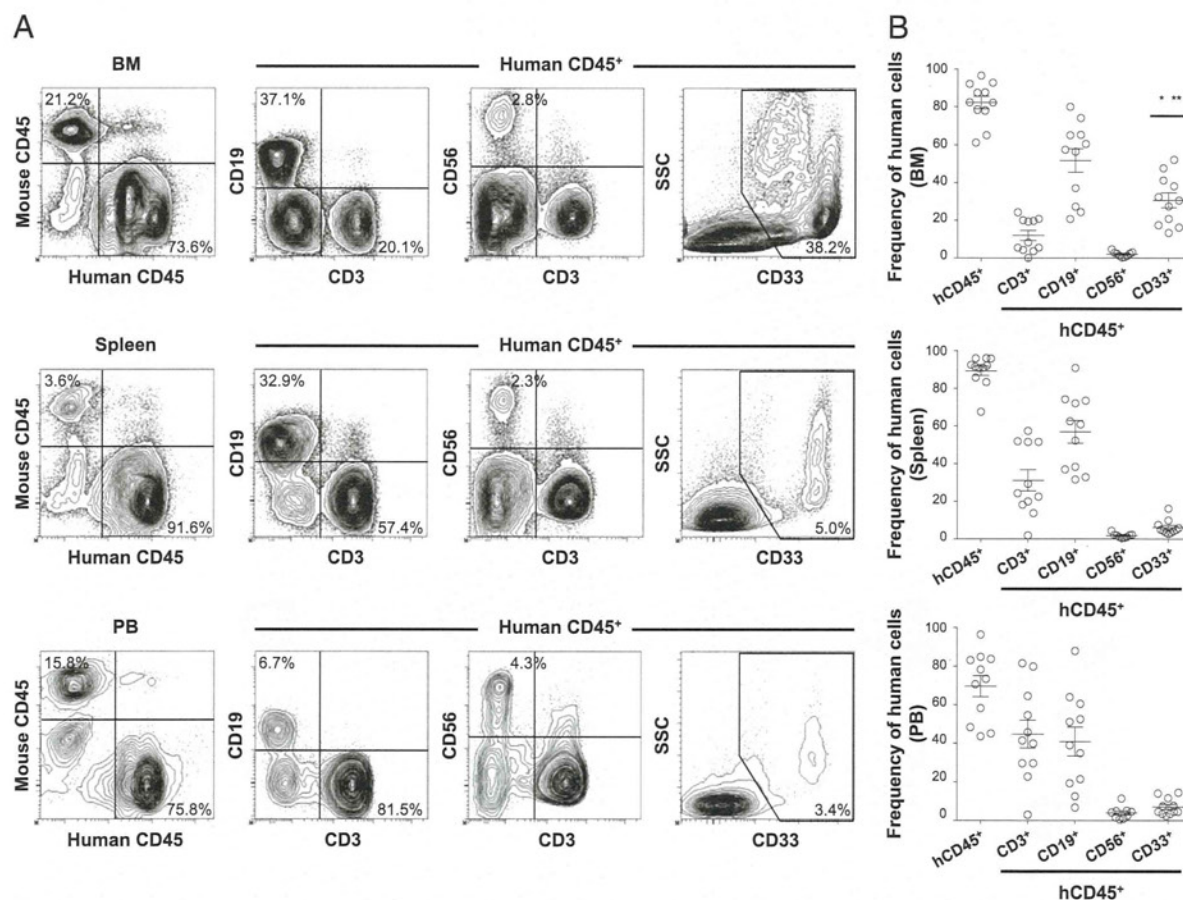 A
B
BM
Human CD45⁺
21.2%
73.6%
Mouse CD45
Human CD45
37.1%
20.1%
CD19
CD3
2.8%
CD56
CD3
38.2%
SSC
CD33
100
80
60
40
20
0
* **
Frequency of human cells
(BM)
hCD45⁺
CD3⁺
CD19⁺
CD56⁺
CD33⁺
hCD45⁺
Spleen
Human CD45⁺
3.6%
91.6%
Mouse CD45
Human CD45
32.9%
57.4%
CD19
CD3
2.3%
CD56
CD3
5.0%
SSC
CD33
100
80
60
40
20
0
Frequency of human cells
(Spleen)
hCD45⁺
CD3⁺
CD19⁺
CD56⁺
CD33⁺
hCD45⁺
PB
Human CD45⁺
15.8%
75.8%
Mouse CD45
Human CD45
6.7%
81.5%
CD19
CD3
4.3%
CD56
CD3
3.4%
SSC
CD33
100
80
60
40
20
0
Frequency of human cells
(PB)
hCD45⁺
CD3⁺
CD19⁺
CD56⁺
CD33⁺
hCD45⁺